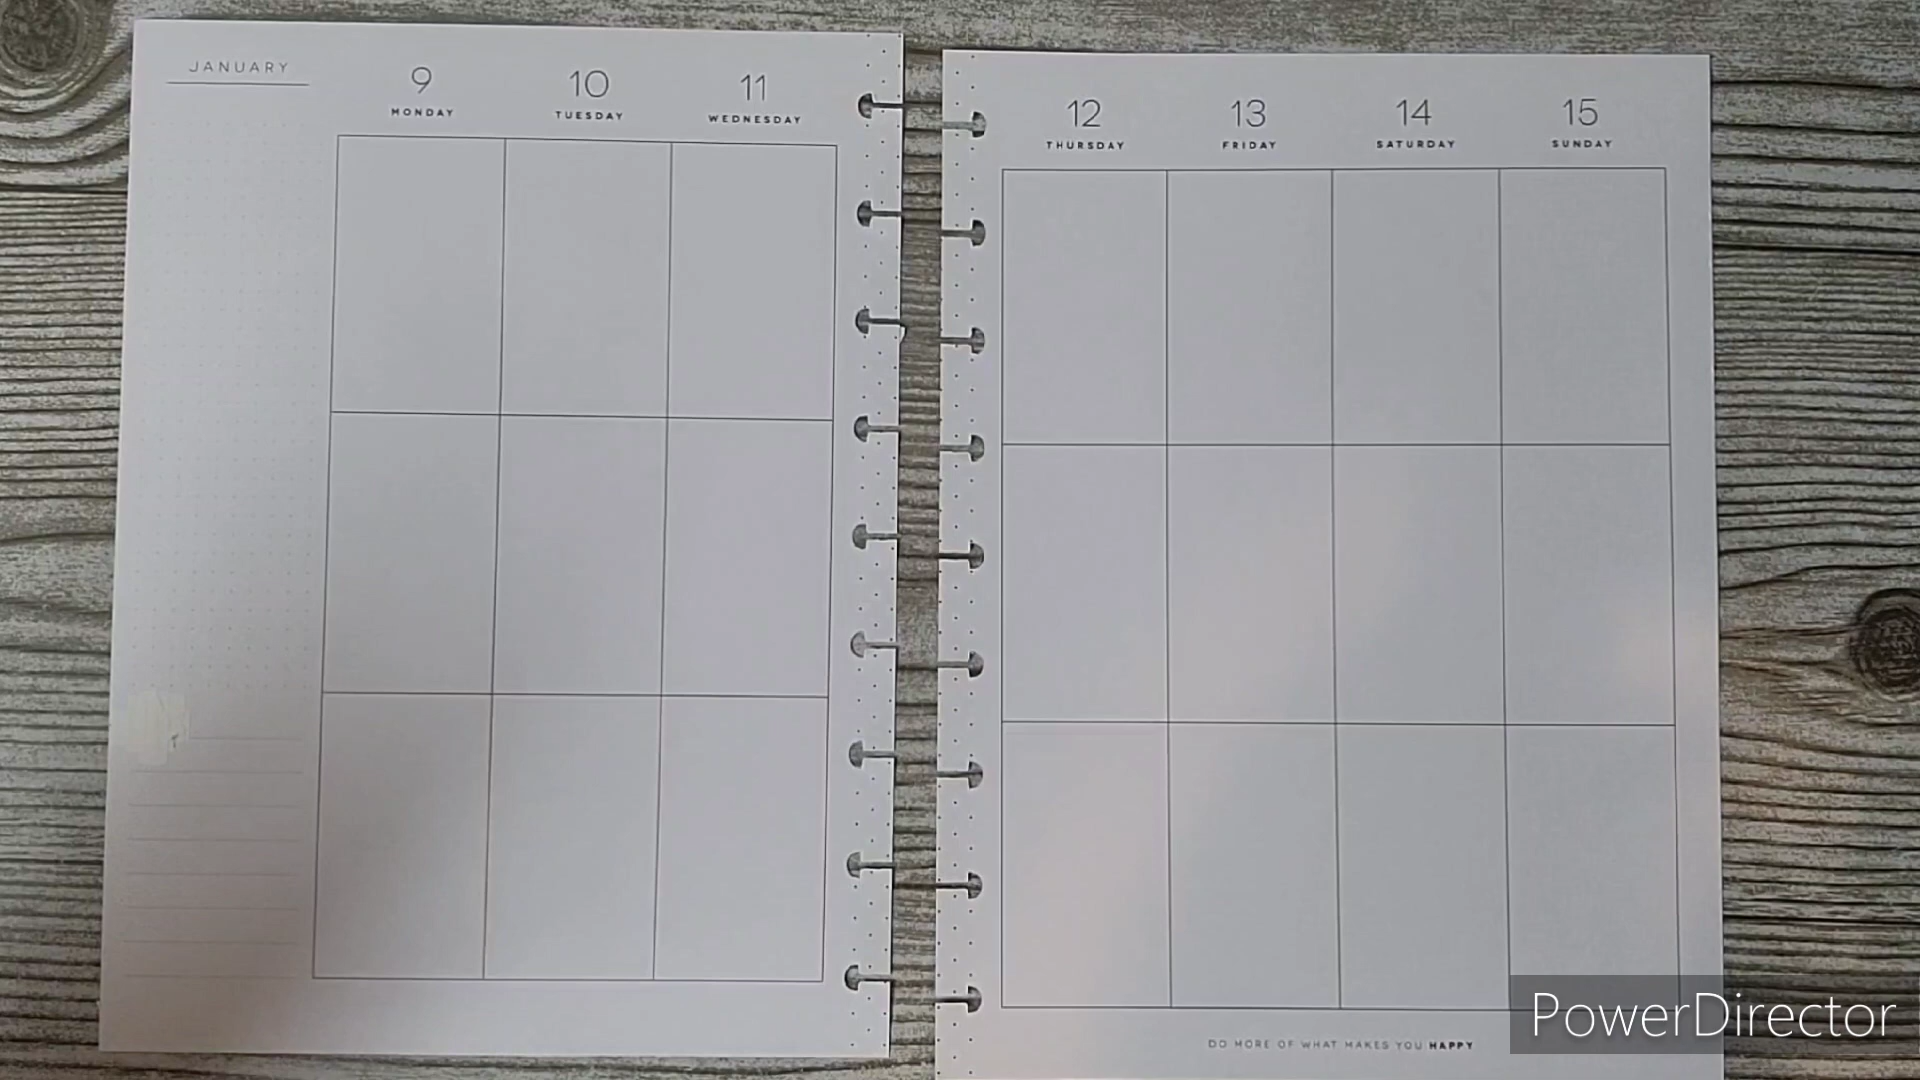 JANUARY
9 10 11
MONDAY TUESDAY WEDNESDAY
12 13 14 15
THURSDAY FRIDAY SATURDAY SUNDAY
DO MORE OF WHAT MAKES YOU HAPPY
PowerDirector